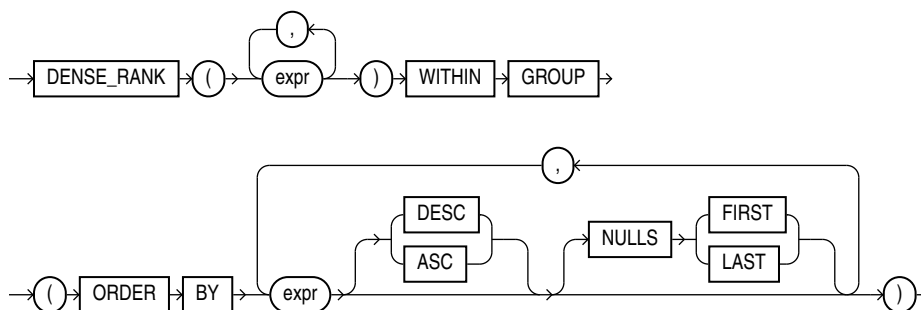 ,
DENSE_RANK ( expr ) WITHIN GROUP
,
DESC FIRST
NULLS
ASC LAST
( ORDER BY expr )